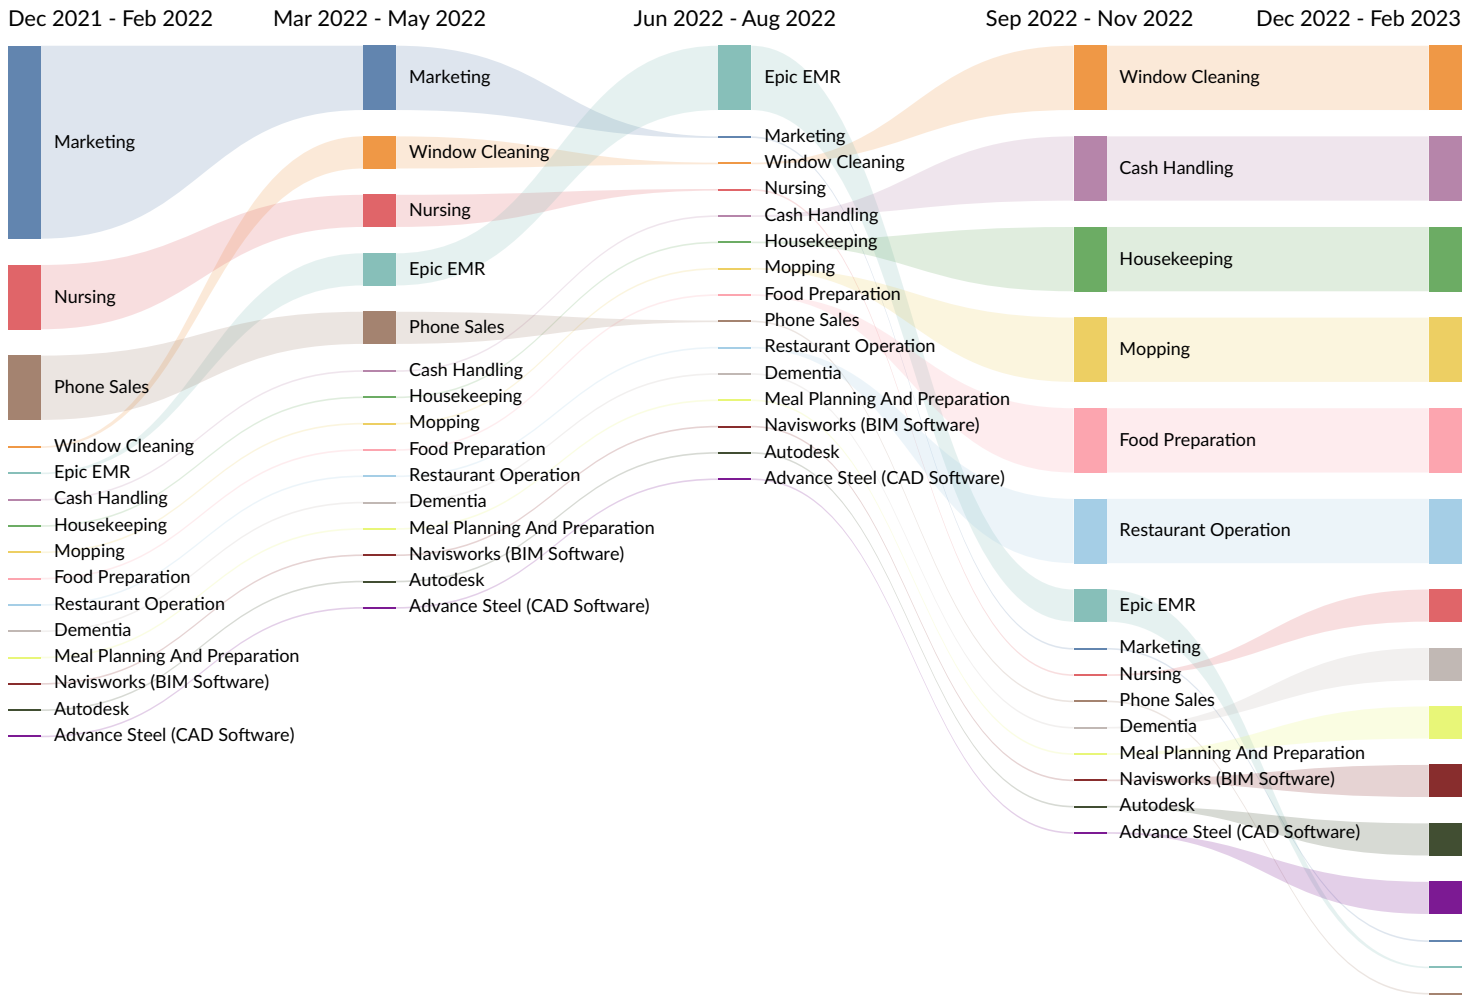 Dec 2021 - Feb 2022
Mar 2022 - May 2022
Jun 2022 - Aug 2022
Sep 2022 - Nov 2022
Dec 2022 - Feb 2023
Marketing
Nursing
Phone Sales
Window Cleaning
Epic EMR
Cash Handling
Housekeeping
Mopping
Food Preparation
Restaurant Operation
Dementia
Meal Planning And Preparation
Navisworks (BIM Software)
Autodesk
Advance Steel (CAD Software)
Marketing
Window Cleaning
Nursing
Epic EMR
Phone Sales
Cash Handling
Housekeeping
Mopping
Food Preparation
Restaurant Operation
Dementia
Meal Planning And Preparation
Navisworks (BIM Software)
Autodesk
Advance Steel (CAD Software)
Epic EMR
Marketing
Window Cleaning
Nursing
Cash Handling
Housekeeping
Mopping
Food Preparation
Phone Sales
Restaurant Operation
Dementia
Meal Planning And Preparation
Navisworks (BIM Software)
Autodesk
Advance Steel (CAD Software)
Window Cleaning
Cash Handling
Housekeeping
Mopping
Food Preparation
Restaurant Operation
Epic EMR
Marketing
Nursing
Phone Sales
Dementia
Meal Planning And Preparation
Navisworks (BIM Software)
Autodesk
Advance Steel (CAD Software)